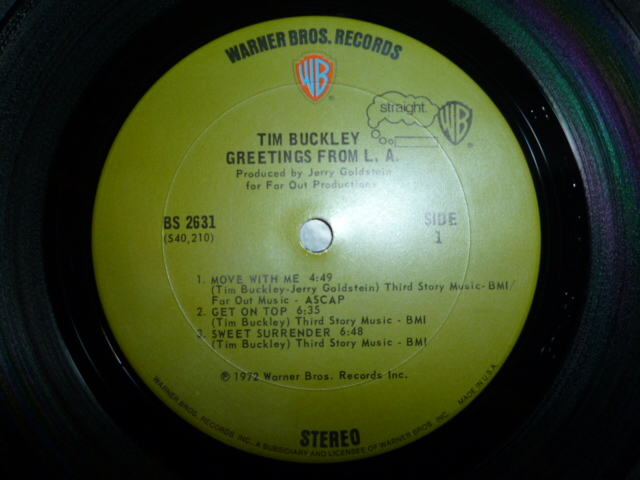 WARNER BROS. RECORDS
WB
straight.
WB
TIM BUCKLEY
GREETINGS FROM L. A.
Produced by Jerry Goldstein
for Far Out Productions
BS 2631
(S40,210)
SIDE
1
1. MOVE WITH ME 4:49
(Tim Buckley-Jerry Goldstein) Third Story Music-BMI/
Far Out Music - ASCAP
2. GET ON TOP 6:35
(Tim Buckley) Third Story Music - BMI
3. SWEET SURRENDER 6:48
(Tim Buckley) Third Story Music - BMI
℗ 1972 Warner Bros. Records Inc.
STEREO
WARNER BROS. RECORDS INC., A SUBSIDIARY AND LICENSEE OF WARNER BROS. INC. MADE IN U.S.A.